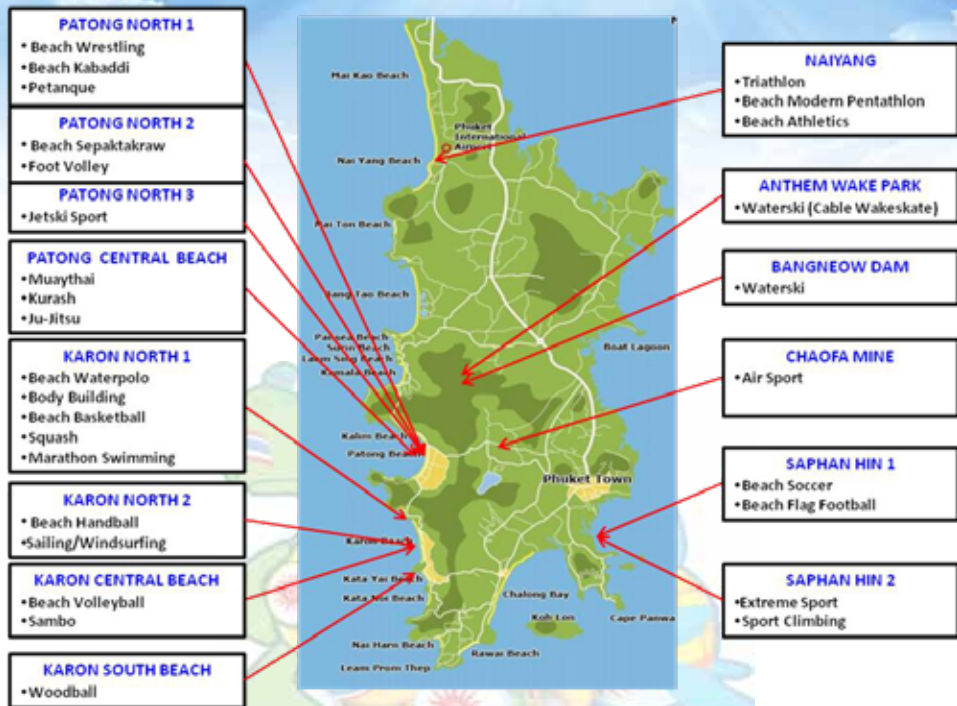 PATONG NORTH 1
• Beach Wrestling
• Beach Kabaddi
• Petanque
PATONG NORTH 2
• Beach Sepaktakraw
• Foot Volley
PATONG NORTH 3
•Jetski Sport
PATONG CENTRAL BEACH
•Muaythai
•Kurash
•Ju-Jitsu
KARON NORTH 1
•Beach Waterpolo
•Body Building
•Beach Basketball
•Squash
•Marathon Swimming
KARON NORTH 2
• Beach Handball
•Sailing/Windsurfing
KARON CENTRAL BEACH
•Beach Volleyball
•Sambo
KARON SOUTH BEACH
•Woodball
Mai Kao Beach
Phuket
International
Airport
Nai Yang Beach
Nai Ton Beach
Bang Tao Beach
Pansea Beach
Surin Beach
Laem Sing Beach
Kamala Beach
Boat Lagoon
Kalim Beach
Patong Beach
Phuket Town
Karon Beach
Kata Yai Beach
Kata Noi Beach
Chalong Bay
Koh Lon
Cape Panwa
Nai Harn Beach
Rawai Beach
Leam Prom Thep
NAIYANG
•Triathlon
•Beach Modern Pentathlon
•Beach Athletics
ANTHEM WAKE PARK
•Waterski (Cable Wakeskate)
BANGNEOW DAM
•Waterski
CHAOFA MINE
•Air Sport
SAPHAN HIN 1
•Beach Soccer
•Beach Flag Football
SAPHAN HIN 2
•Extreme Sport
•Sport Climbing